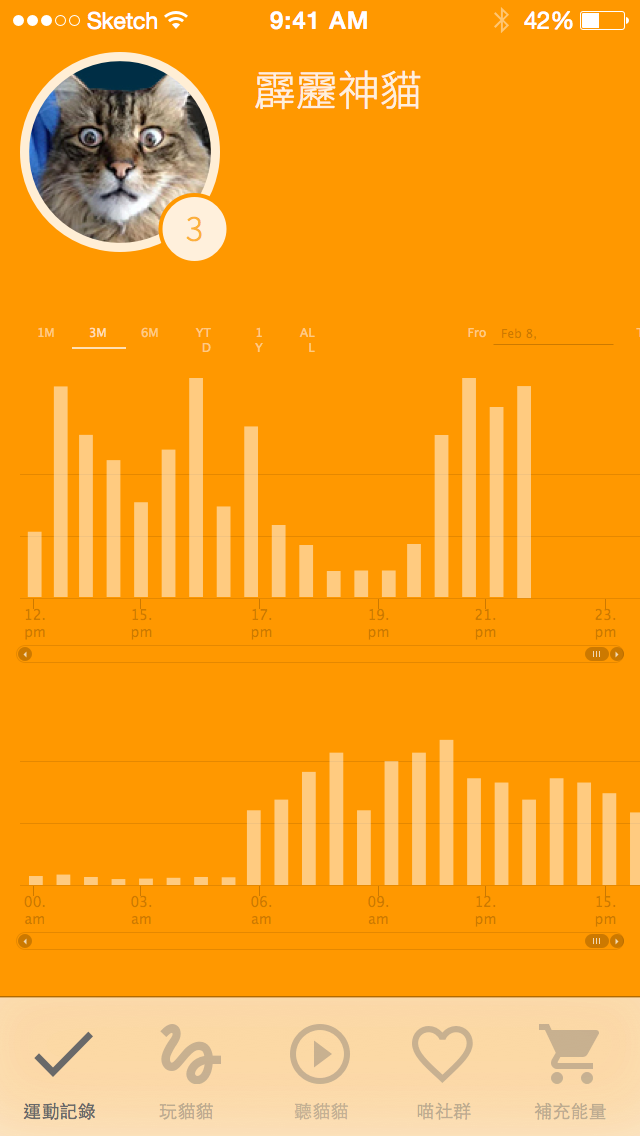 Sketch 9:41 AM 42%
霹靂神貓
3
1M 3M 6M YT 1 AL Fro Feb 8,
D Y L
12. 15. 17. 19. 21. 23.
pm pm pm pm pm pm
00. 03. 06. 09. 12. 15.
am am am am pm pm
運動記錄 玩貓貓 聽貓貓 喵社群 補充能量